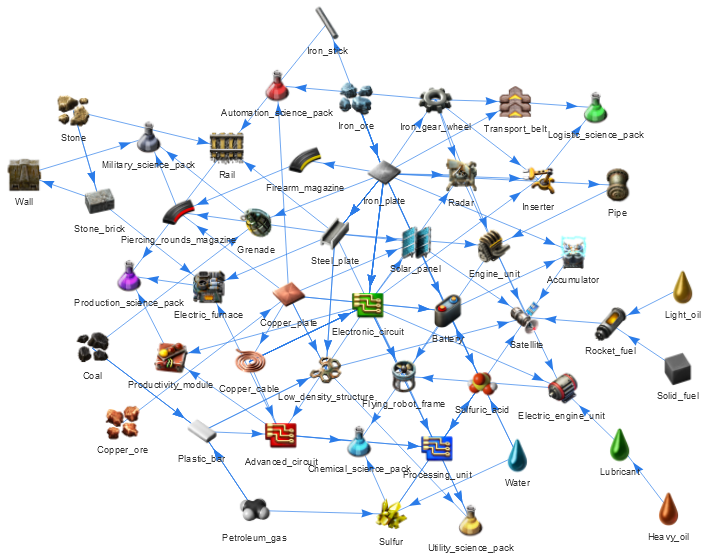 Iron_stick
Automation_science_pack
Iron_ore
Iron_gear_wheel
Transport_belt
Logistic_science_pack
Stone
Military_science_pack
Rail
Firearm_magazine
Iron_plate
Radar
Inserter
Pipe
Wall
Stone_brick
Piercing_rounds_magazine
Grenade
Steel_plate
Solar_panel
Engine_unit
Accumulator
Production_science_pack
Electric_furnace
Copper_plate
Electronic_circuit
Battery
Satellite
Rocket_fuel
Light_oil
Coal
Productivity_module
Copper_cable
Low_density_structure
Flying_robot_frame
Sulfuric_acid
Electric_engine_unit
Solid_fuel
Copper_ore
Plastic_bar
Advanced_circuit
Chemical_science_pack
Processing_unit
Water
Lubricant
Petroleum_gas
Sulfur
Utility_science_pack
Heavy_oil